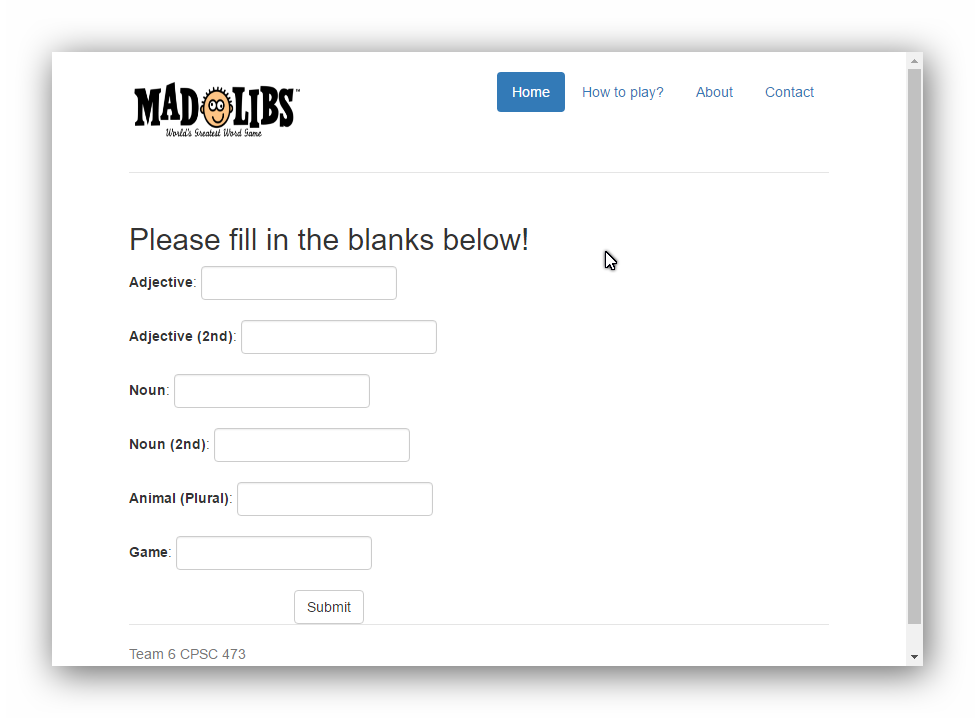 MAD LIBS™
World's Greatest Word Game
Home How to play? About Contact
Please fill in the blanks below!
Adjective:
Adjective (2nd):
Noun:
Noun (2nd):
Animal (Plural):
Game:
Submit
Team 6 CPSC 473